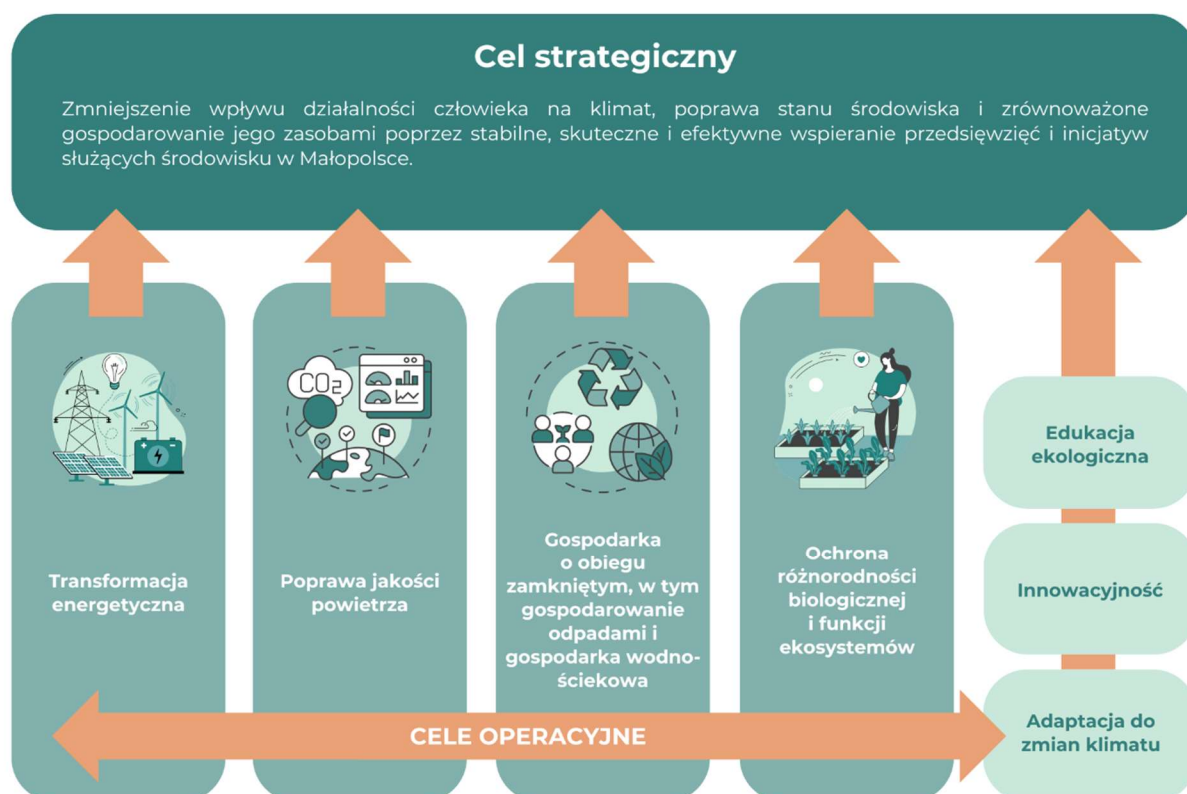 Cel strategiczny
Zmniejszenie wpływu działalności człowieka na klimat, poprawa stanu środowiska i zrównoważone
gospodarowanie jego zasobami poprzez stabilne, skuteczne i efektywne wspieranie przedsięwzięć i inicjatyw
służących środowisku w Małopolsce.
CO2
Transformacja
energetyczna
Poprawa jakości
powietrza
Gospodarka
o obiegu
zamkniętym, w tym
gospodarowanie
odpadami i
gospodarka wodno-
ściekowa
Ochrona
różnorodności
biologicznej
i funkcji
ekosystemów
Edukacja
ekologiczna
Innowacyjność
Adaptacja do
zmian klimatu
CELE OPERACYJNE